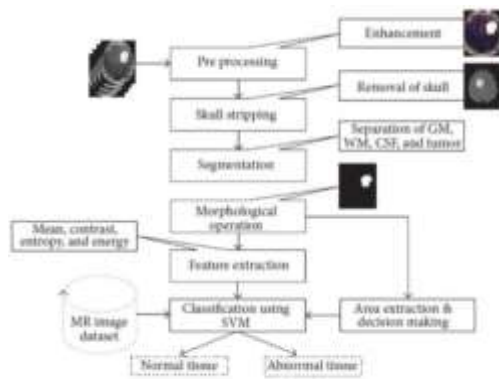 Enhancement
Pre processing
Removal of skull
Skull stripping
Separation of GM,
WM, CSF, and tumor
Segmentation
Morphological
operation
Mean, contrast,
entropy, and energy
Feature extraction
MR image
dataset
Classification using
SVM
Area extraction &
decision making
Normal tissue
Abnormal tissue